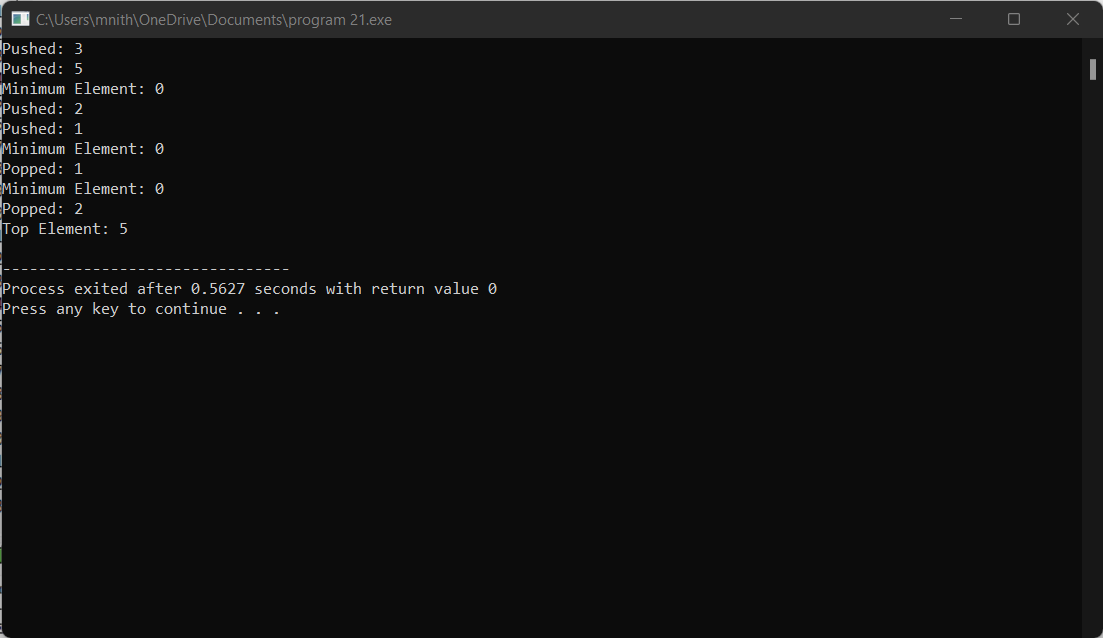 C:\Users\mnith\OneDrive\Documents\program 21.exe
Pushed: 3
Pushed: 5
Minimum Element: 0
Pushed: 2
Pushed: 1
Minimum Element: 0
Popped: 1
Minimum Element: 0
Popped: 2
Top Element: 5
--------------------------------
Process exited after 0.5627 seconds with return value 0
Press any key to continue . . .